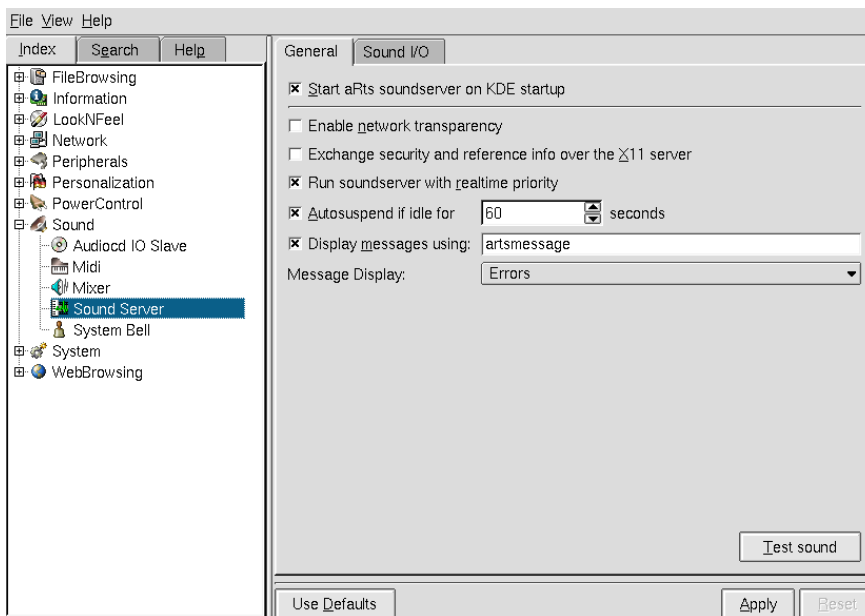 File View Help
Index Search Help
FileBrowsing
Information
LookNFeel
Network
Peripherals
Personalization
PowerControl
Sound
Audiocd IO Slave
Midi
Mixer
Sound Server
System Bell
System
WebBrowsing
General Sound I/O
Start aRts soundserver on KDE startup
Enable network transparency
Exchange security and reference info over the X11 server
Run soundserver with realtime priority
Autosuspend if idle for 60 seconds
Display messages using: artsmessage
Message Display: Errors
Test sound
Use Defaults Apply Reset